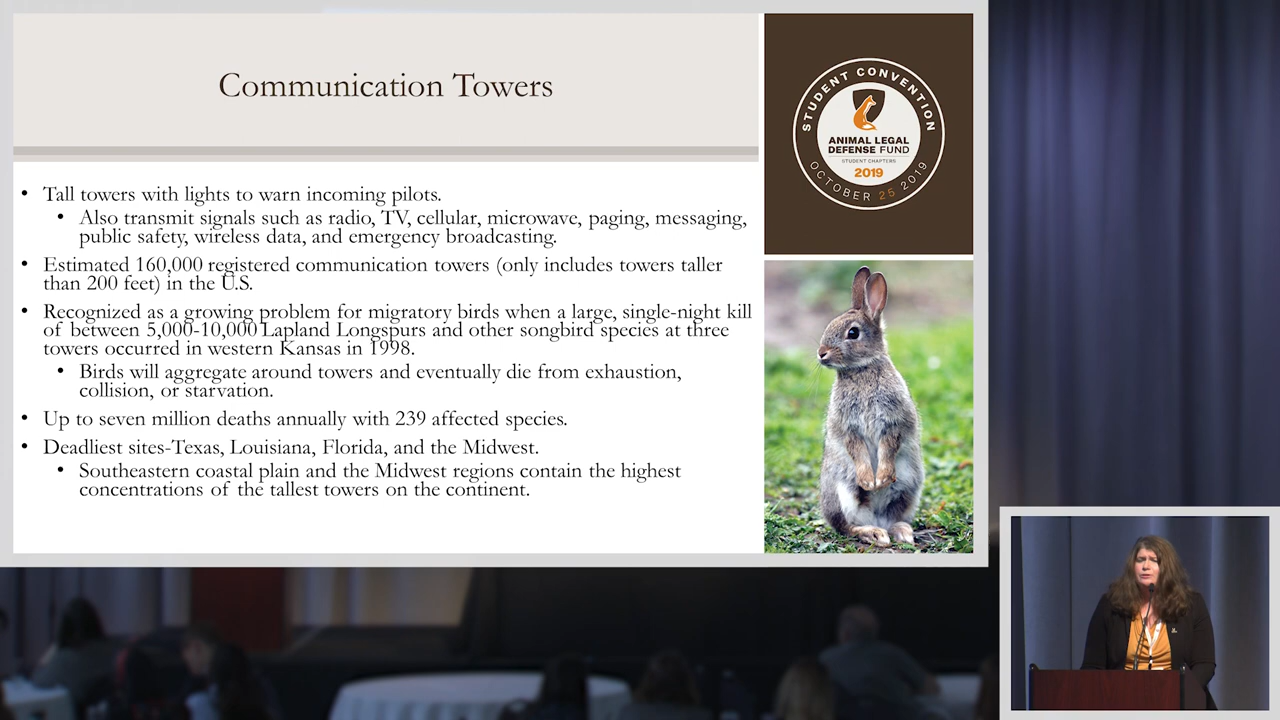 Communication Towers
• Tall towers with lights to warn incoming pilots.
• Also transmit signals such as radio, TV, cellular, microwave, paging, messaging,
public safety, wireless data, and emergency broadcasting.
• Estimated 160,000 registered communication towers (only includes towers taller
than 200 feet) in the U.S.
• Recognized as a growing problem for migratory birds when a large, single-night kill
of between 5,000-10,000 Lapland Longspurs and other songbird species at three
towers occurred in western Kansas in 1998.
• Birds will aggregate around towers and eventually die from exhaustion,
collision, or starvation.
• Up to seven million deaths annually with 239 affected species.
• Deadliest sites-Texas, Louisiana, Florida, and the Midwest.
• Southeastern coastal plain and the Midwest regions contain the highest
concentrations of the tallest towers on the continent.
STUDENT CONVENTION
ANIMAL LEGAL
DEFENSE FUND
STUDENT CHAPTERS
2019
OCTOBER 25 2019